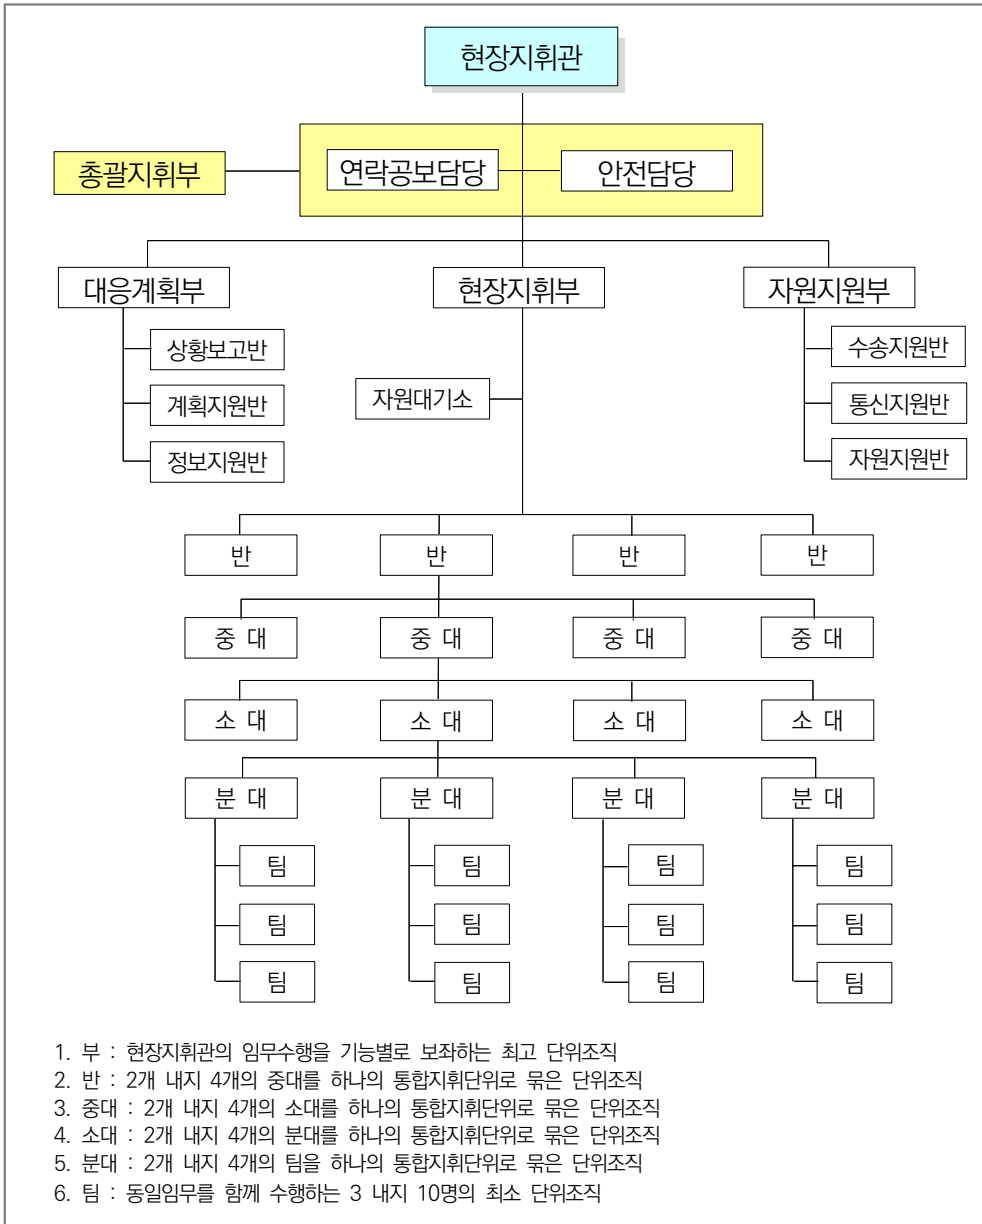 현장지휘관
총괄지휘부
연락공보담당
안전담당
대응계획부
현장지휘부
자원지원부
상황보고반
계획지원반
정보지원반
자원대기소
수송지원반
통신지원반
자원지원반
반 반 반 반
중 대 중 대 중 대 중 대
소 대 소 대 소 대 소 대
분 대 분 대 분 대 분 대
팀 팀 팀 팀
팀 팀 팀 팀
팀 팀 팀 팀
1. 부 : 현장지휘관의 임무수행을 기능별로 보좌하는 최고 단위조직
2. 반 : 2개 내지 4개의 중대를 하나의 통합지휘단위로 묶은 단위조직
3. 중대 : 2개 내지 4개의 소대를 하나의 통합지휘단위로 묶은 단위조직
4. 소대 : 2개 내지 4개의 분대를 하나의 통합지휘단위로 묶은 단위조직
5. 분대 : 2개 내지 4개의 팀을 하나의 통합지휘단위로 묶은 단위조직
6. 팀 : 동일임무를 함께 수행하는 3 내지 10명의 최소 단위조직